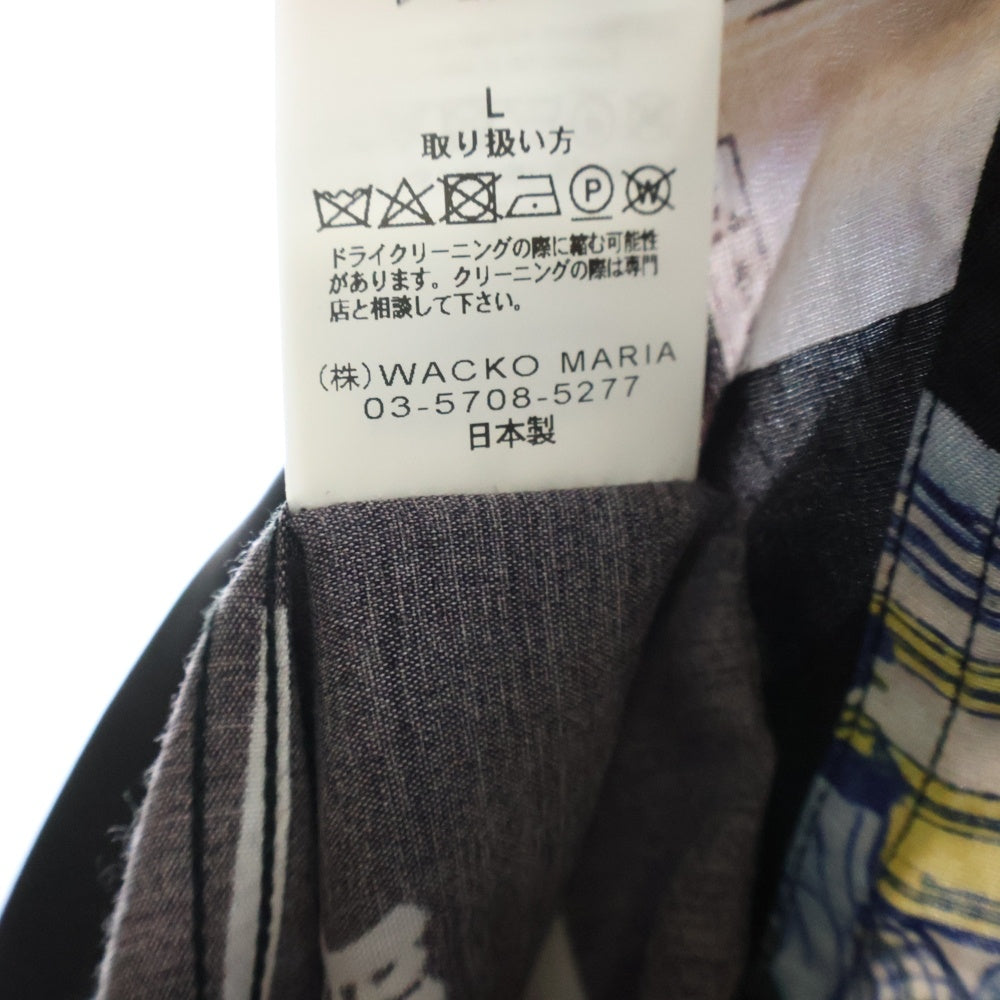 L
取り扱い方
P W
ドライクリーニングの際に縮む可能性
があります。クリーニングの際は専門
店と相談して下さい。
(株)WACKO MARIA
03-5708-5277
日本製